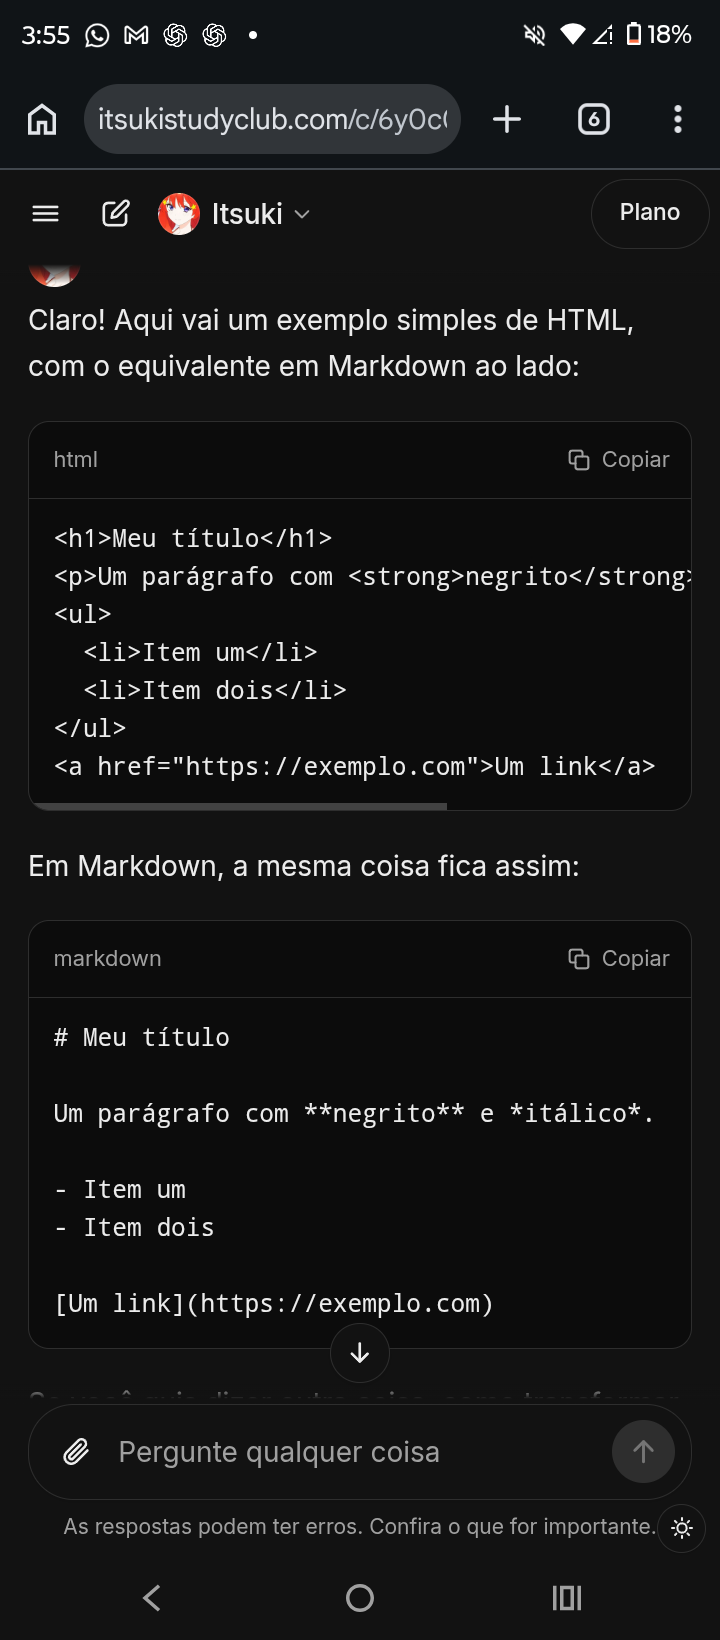 3:55
18%
itsukistudyclub.com/c/6y0c
6
Itsuki
Plano
Claro! Aqui vai um exemplo simples de HTML,
com o equivalente em Markdown ao lado:
html
Copiar
<h1>Meu título</h1>
<p>Um parágrafo com <strong>negrito</strong>
<ul>
  <li>Item um</li>
  <li>Item dois</li>
</ul>
<a href="https://exemplo.com">Um link</a>
Em Markdown, a mesma coisa fica assim:
markdown
Copiar
# Meu título
Um parágrafo com **negrito** e *itálico*.
- Item um
- Item dois
[Um link](https://exemplo.com)
Pergunte qualquer coisa
As respostas podem ter erros. Confira o que for importante.